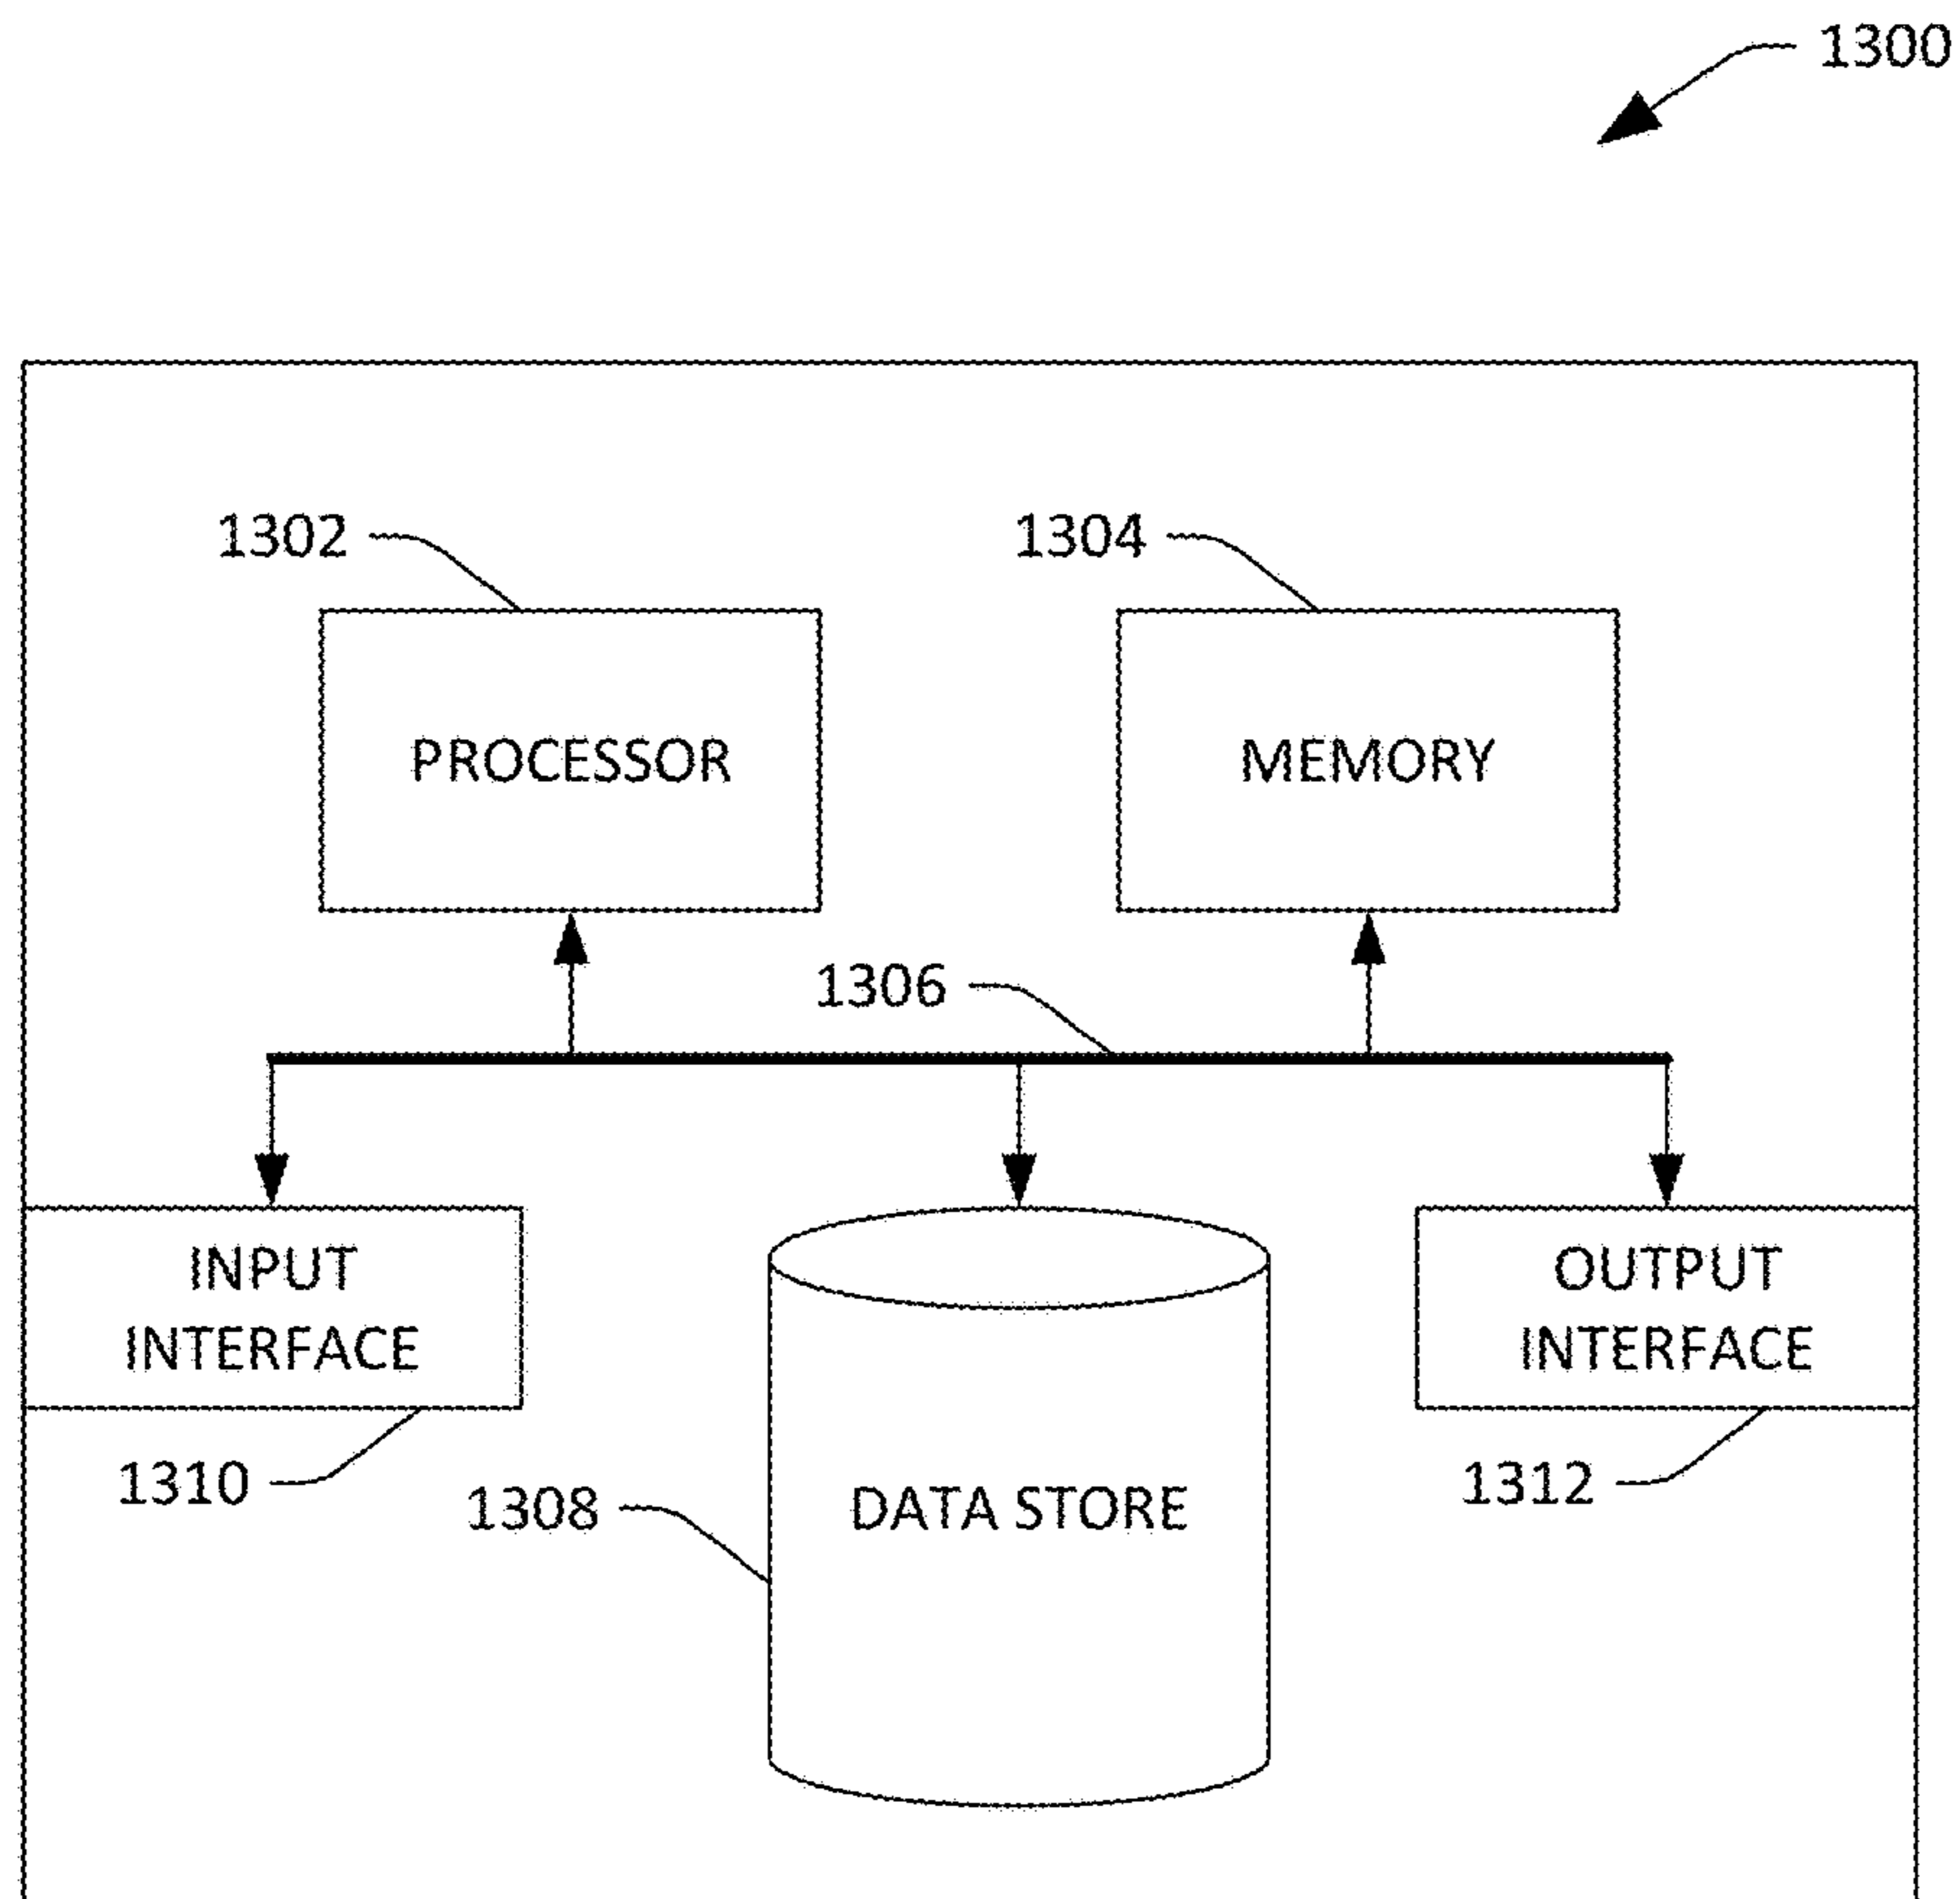 1300
1302
1304
PROCESSOR
MEMORY
1306
INPUT
INTERFACE
OUTPUT
INTERFACE
1310
1308
DATA STORE
1312